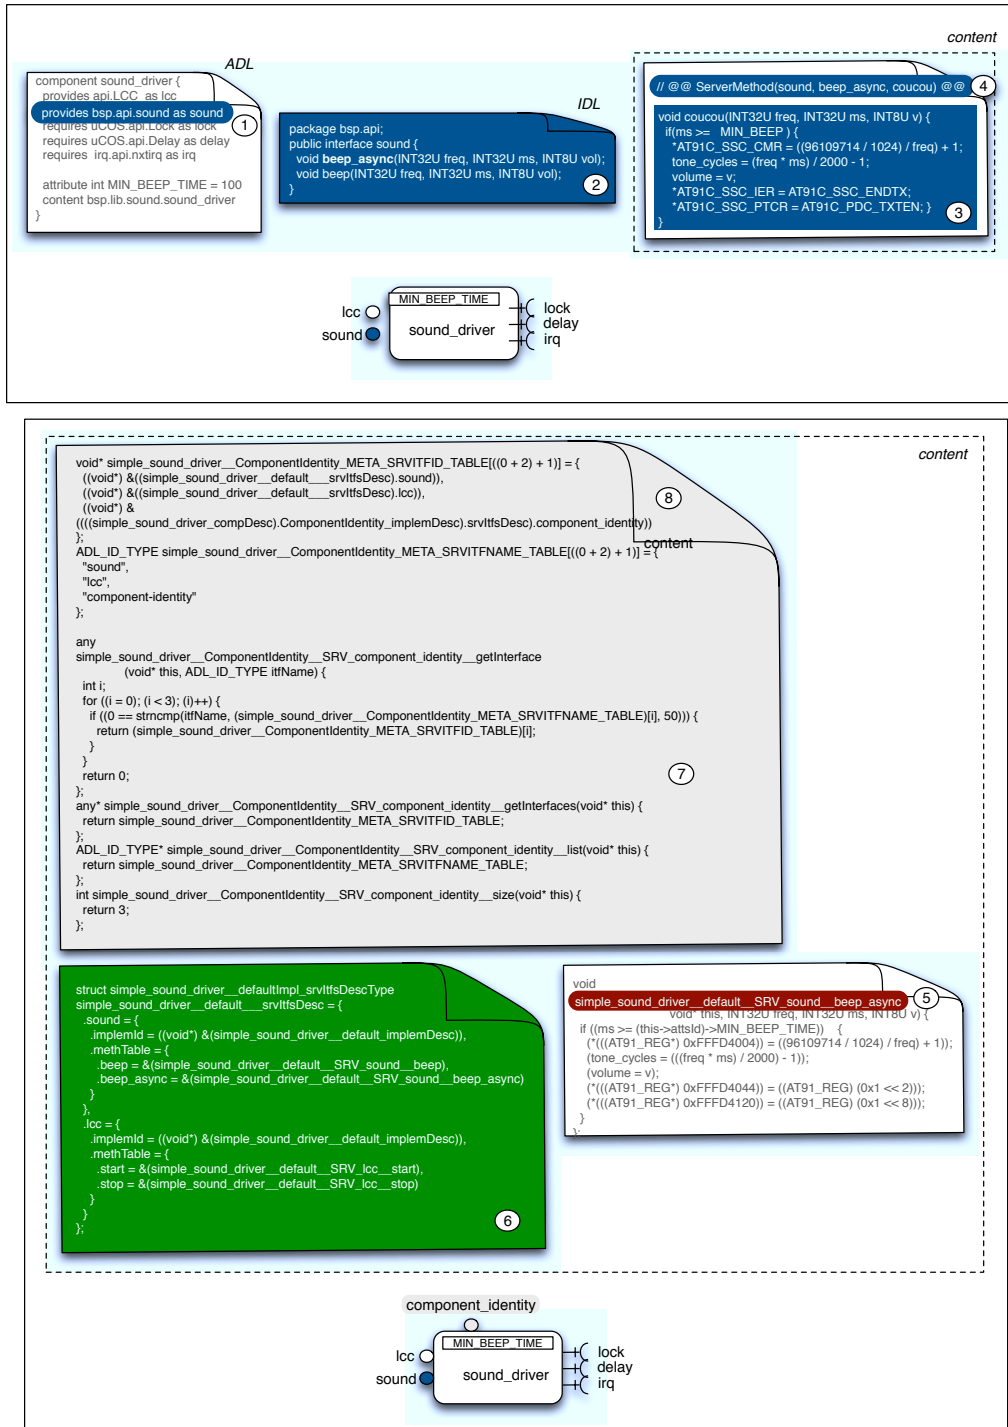 content
ADL
component sound_driver {
provides api.LCC as lcc
provides bsp.api.sound as sound
1
requires uCOS.api.Lock as lock
requires uCOS.api.Delay as delay
requires irq.api.nxtirq as irq
attribute int MIN_BEEP_TIME = 100
content bsp.lib.sound.sound_driver
}
IDL
package bsp.api;
public interface sound {
void beep_async(INT32U freq, INT32U ms, INT8U vol);
void beep(INT32U freq, INT32U ms, INT8U vol);
}
2
// @@ ServerMethod(sound, beep_async, coucou) @@
4
void coucou(INT32U freq, INT32U ms, INT8U v) {
if(ms >= MIN_BEEP ) {
*AT91C_SSC_CMR = ((96109714 / 1024) / freq) + 1;
tone_cycles = (freq * ms) / 2000 - 1;
volume = v;
*AT91C_SSC_IER = AT91C_SSC_ENDTX;
*AT91C_SSC_PTCR = AT91C_PDC_TXTEN; }
}
3
MIN_BEEP_TIME
lcc
sound
sound_driver
lock
delay
irq
content
void* simple_sound_driver__ComponentIdentity_META_SRVITFID_TABLE[((0 + 2) + 1)] = {
((void*) &((simple_sound_driver__default___srvItfsDesc).sound)),
((void*) &((simple_sound_driver__default___srvItfsDesc).lcc)),
((void*) &
((((simple_sound_driver_compDesc).ComponentIdentity_implemDesc).srvItfsDesc).component_identity))
};
8
content
ADL_ID_TYPE simple_sound_driver__ComponentIdentity_META_SRVITFNAME_TABLE[((0 + 2) + 1)] = {
"sound",
"lcc",
"component-identity"
};
any
simple_sound_driver__ComponentIdentity__SRV_component_identity__getInterface
(void* this, ADL_ID_TYPE itfName) {
int i;
for ((i = 0); (i < 3); (i)++) {
if ((0 == strncmp(itfName, (simple_sound_driver__ComponentIdentity_META_SRVITFNAME_TABLE)[i], 50))) {
return (simple_sound_driver__ComponentIdentity_META_SRVITFID_TABLE)[i];
}
}
return 0;
};
7
any* simple_sound_driver__ComponentIdentity__SRV_component_identity__getInterfaces(void* this) {
return simple_sound_driver__ComponentIdentity_META_SRVITFID_TABLE;
};
ADL_ID_TYPE* simple_sound_driver__ComponentIdentity__SRV_component_identity__list(void* this) {
return simple_sound_driver__ComponentIdentity_META_SRVITFNAME_TABLE;
};
int simple_sound_driver__ComponentIdentity__SRV_component_identity__size(void* this) {
return 3;
};
struct simple_sound_driver__defaultImpl_srvItfsDescType
simple_sound_driver__default___srvItfsDesc = {
.sound = {
.implemId = ((void*) &(simple_sound_driver__default_implemDesc)),
.methTable = {
.beep = &(simple_sound_driver__default__SRV_sound__beep),
.beep_async = &(simple_sound_driver__default__SRV_sound__beep_async)
}
},
.lcc = {
.implemId = ((void*) &(simple_sound_driver__default_implemDesc)),
.methTable = {
.start = &(simple_sound_driver__default__SRV_lcc__start),
.stop = &(simple_sound_driver__default__SRV_lcc__stop)
}
}
};
6
void
simple_sound_driver__default__SRV_sound__beep_async
5
void* this, INT32U freq, INT32U ms, INT8U v) {
if ((ms >= (this->attsId)->MIN_BEEP_TIME)) {
(*(((AT91_REG*) 0xFFFD4004)) = ((96109714 / 1024) / freq) + 1));
(tone_cycles = (((freq * ms) / 2000) - 1));
(volume = v);
(*(((AT91_REG*) 0xFFFD4044)) = ((AT91_REG) (0x1 << 2)));
(*(((AT91_REG*) 0xFFFD4120)) = ((AT91_REG) (0x1 << 8)));
}
};
component_identity
MIN_BEEP_TIME
lcc
sound
sound_driver
lock
delay
irq